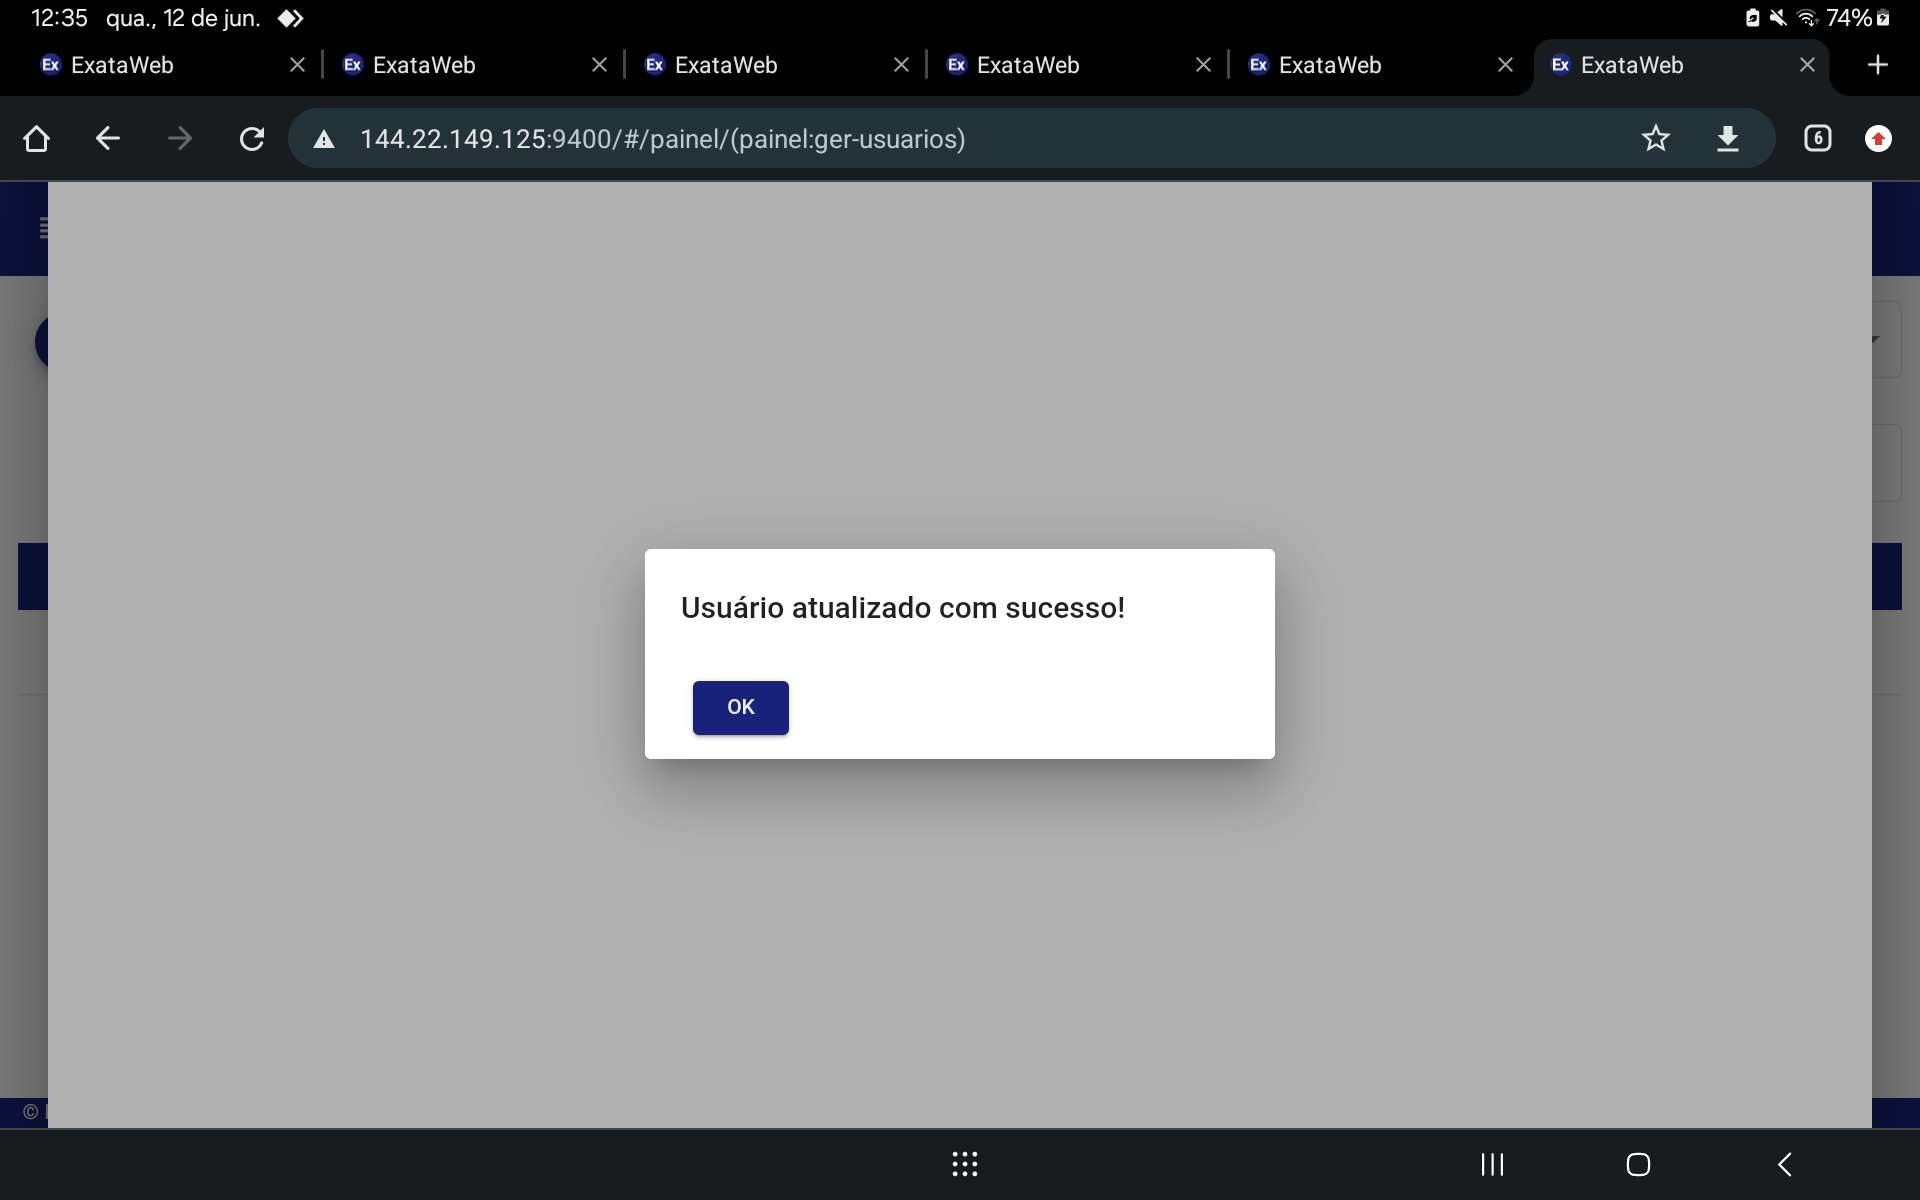 12:35 qua., 12 de jun. 74%
Ex ExataWeb Ex ExataWeb Ex ExataWeb Ex ExataWeb Ex ExataWeb Ex ExataWeb
144.22.149.125:9400/#/painel/(painel:ger-usuarios) 6
Usuário atualizado com sucesso!
OK
©